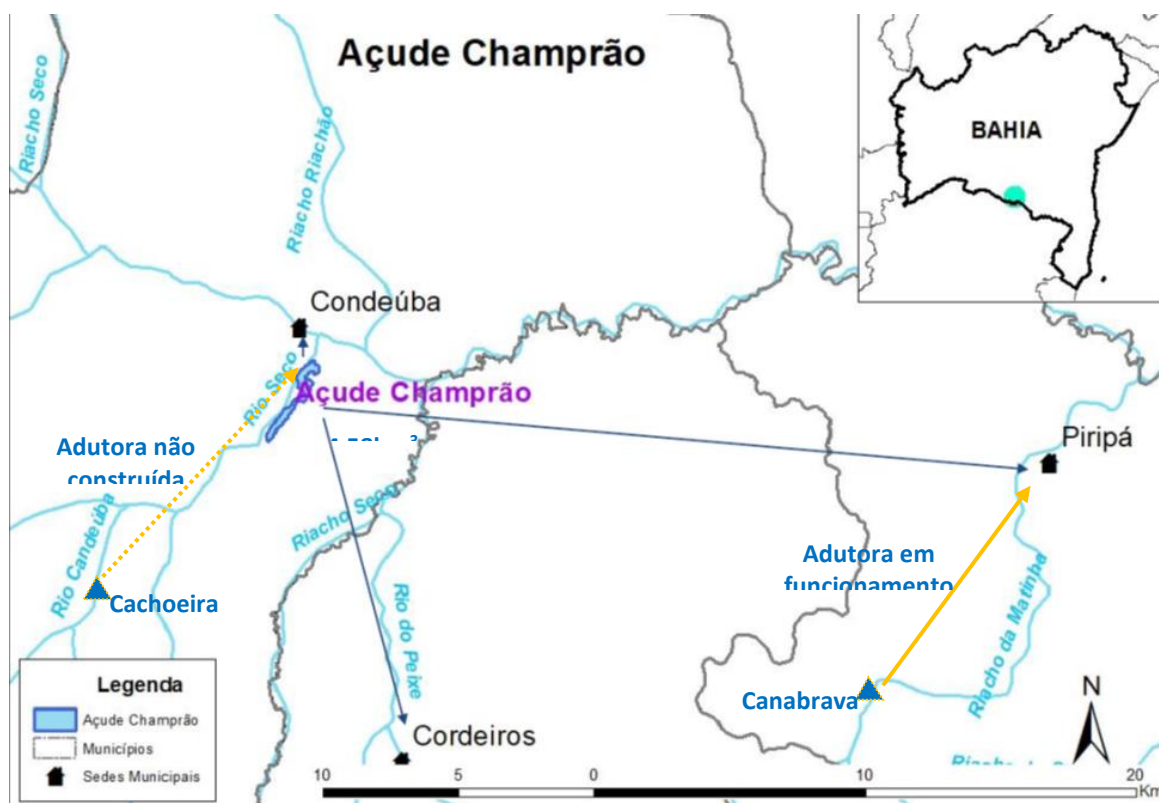 Açude Champrão
BAHIA
Riacho Seco
Riacho Riachão
Condeúba
Rio Seco
Açude Champrão
Adutora não
construída
Piripá
Riacho Seco
Rio Candeúba
Cachoeira
Adutora em
funcionamento
Rio do Peixe
Riacho da Matinha
Canabrava
N
Cordeiros
Legenda
Açude Champrão
Municípios
Sedes Municipais
10 5 0 10 20
Km